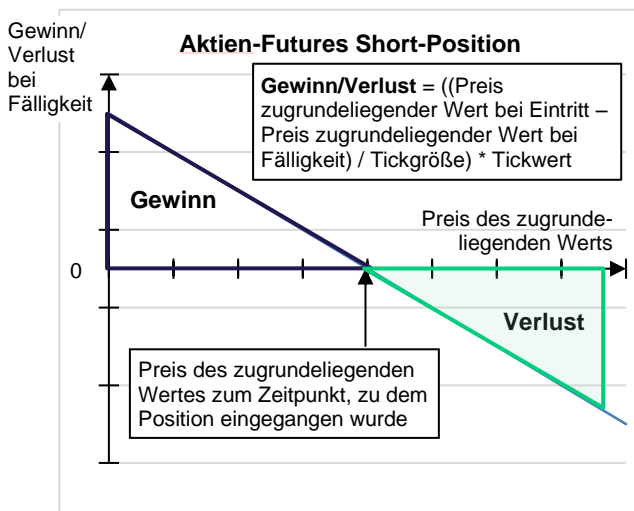 Gewinn/
Verlust
bei
Fälligkeit
Aktien-Futures Short-Position
Gewinn/Verlust = ((Preis
zugrundeliegender Wert bei Eintritt –
Preis zugrundeliegender Wert bei
Fälligkeit) / Tickgröße) * Tickwert
Gewinn
Preis des zugrunde-
liegenden Werts
0
Verlust
Preis des zugrundeliegenden
Wertes zum Zeitpunkt, zu dem
Position eingegangen wurde